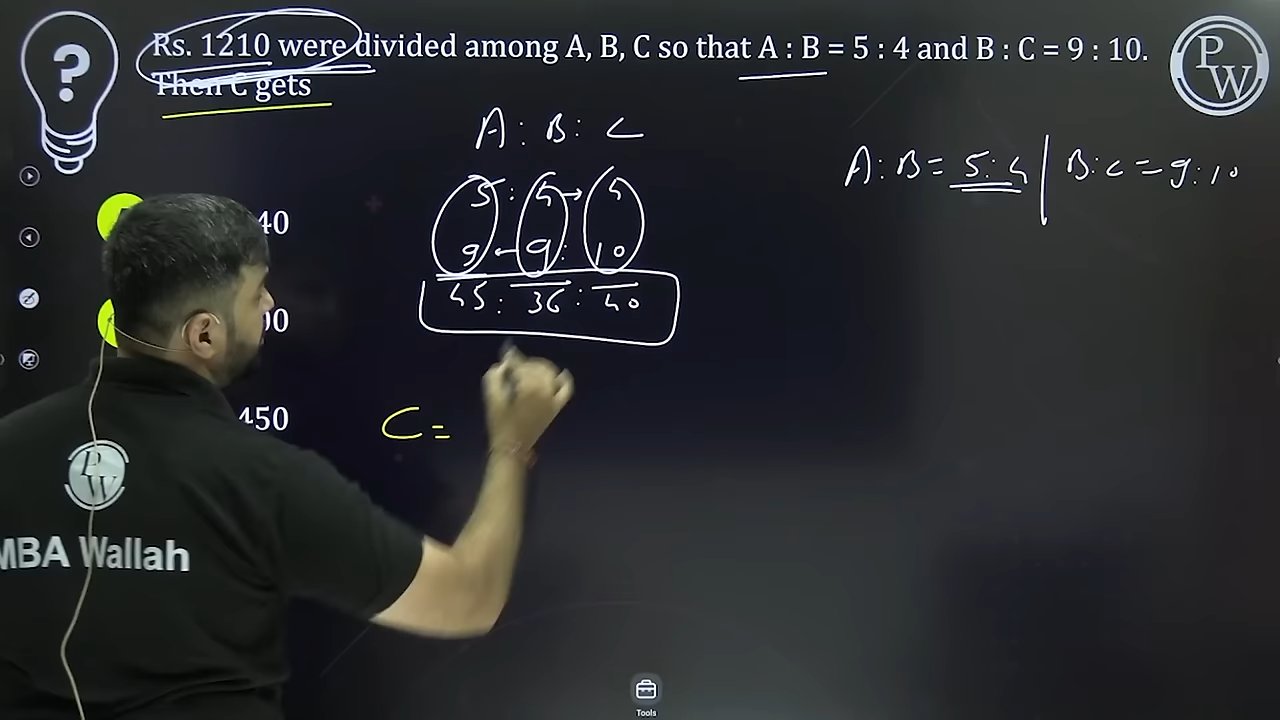 Rs. 1210 were divided among A, B, C so that A : B = 5 : 4 and B : C = 9 : 10.
Then C gets
P
W
A : B : C
A : B = 5 : 4 | B : C = 9 : 10
5 : 4 → 4
9 ← 9 : 10
45 : 36 : 40
40
00
450
C =
P
W
MBA Wallah
Tools